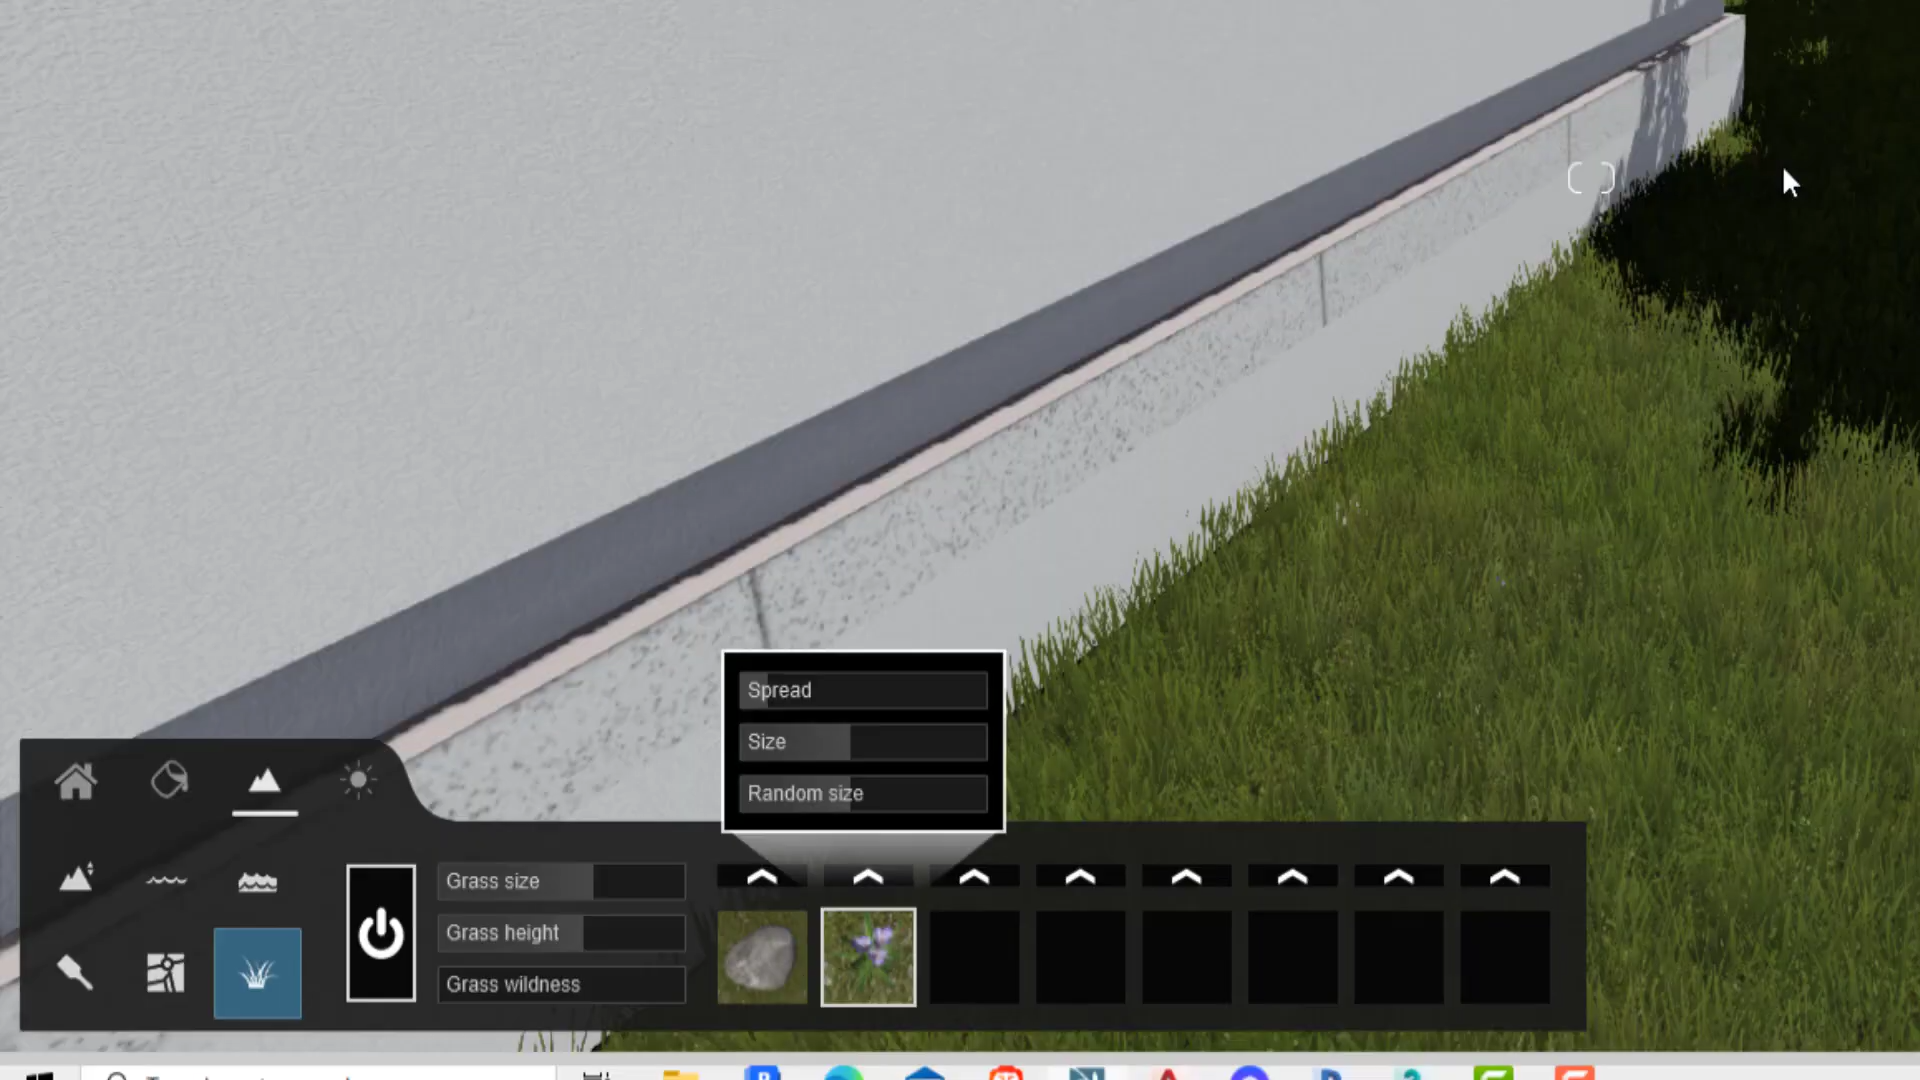 Spread
Size
Random size
Grass size
Grass height
Grass wildness